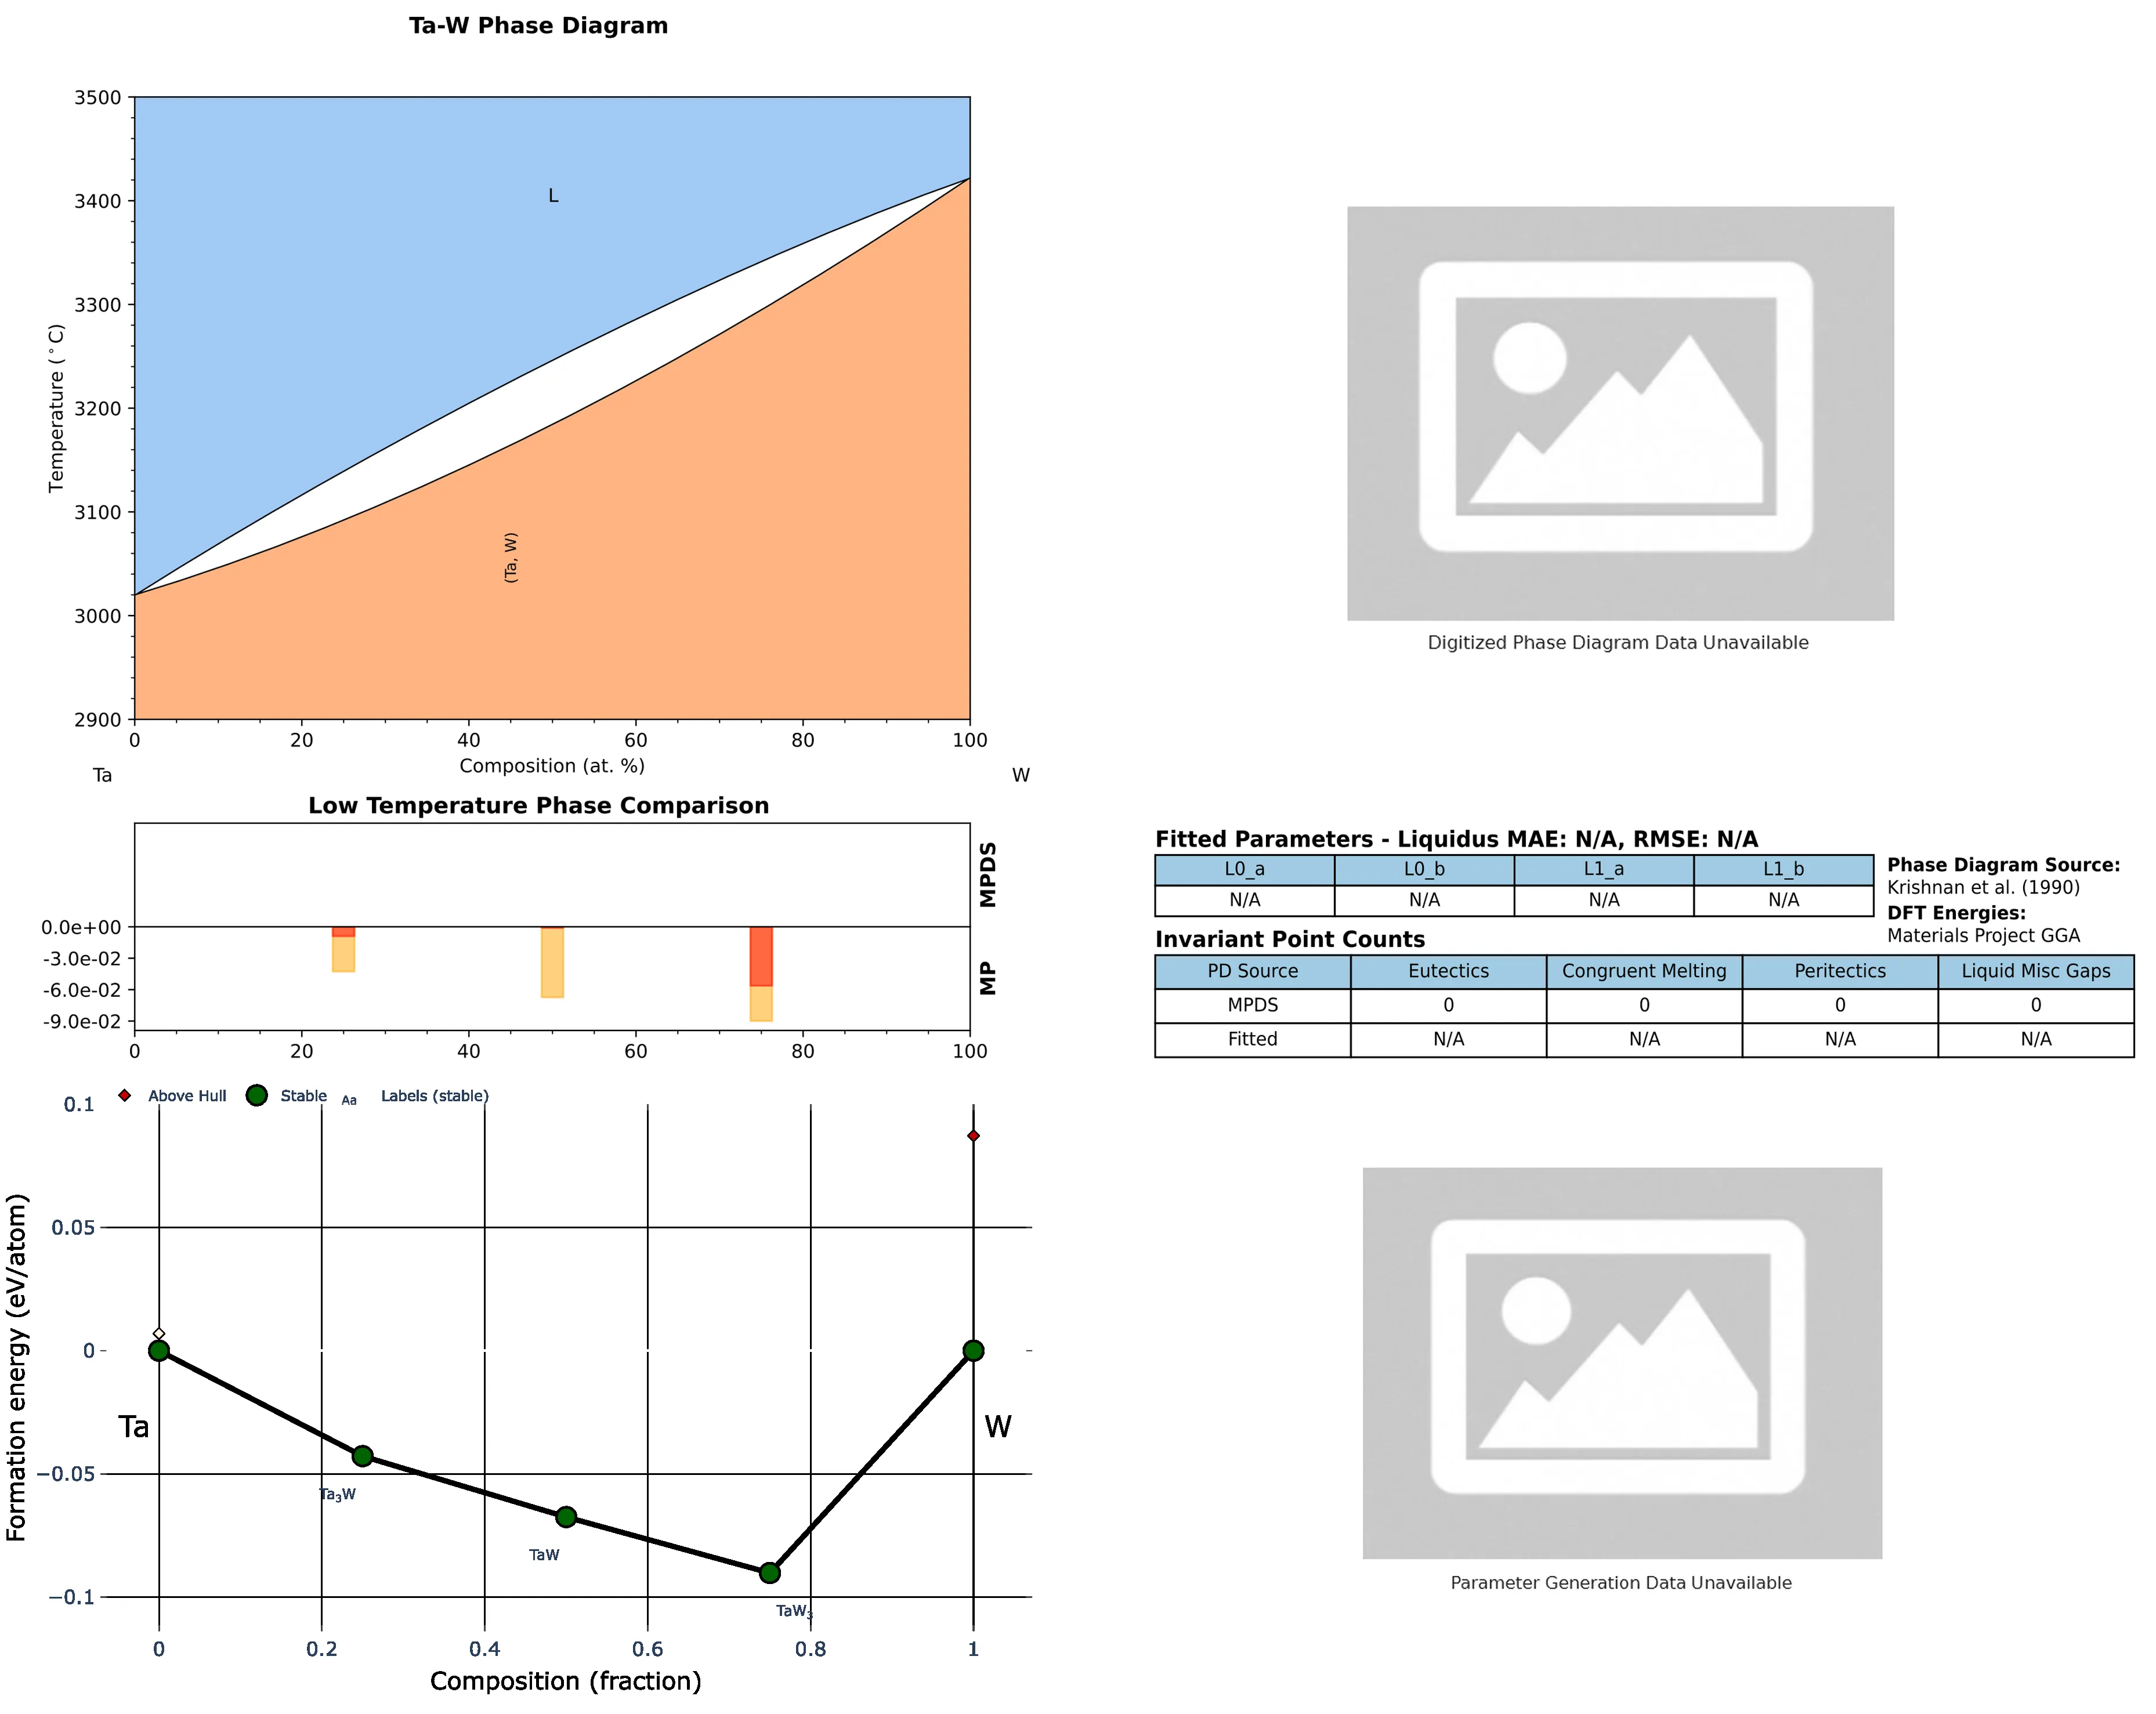 Ta-W Phase Diagram
3500
3400
3300
3200
3100
3000
2900
Temperature (°C)
L
(Ta, W)
0 20 40 60 80 100
Composition (at. %)
Ta W
Digitized Phase Diagram Data Unavailable
Low Temperature Phase Comparison
MPDS
MP
0.0e+00
-3.0e-02
-6.0e-02
-9.0e-02
0 20 40 60 80 100
Fitted Parameters - Liquidus MAE: N/A, RMSE: N/A
L0_a L0_b L1_a L1_b
N/A N/A N/A N/A
Phase Diagram Source:
Krishnan et al. (1990)
DFT Energies:
Materials Project GGA
Invariant Point Counts
PD Source Eutectics Congruent Melting Peritectics Liquid Misc Gaps
MPDS 0 0 0 0
Fitted N/A N/A N/A N/A
Above Hull Stable Aa Labels (stable)
0.1
0.05
0
−0.05
−0.1
Formation energy (eV/atom)
Ta W
Ta₃W
TaW
TaW₃
0 0.2 0.4 0.6 0.8 1
Composition (fraction)
Parameter Generation Data Unavailable